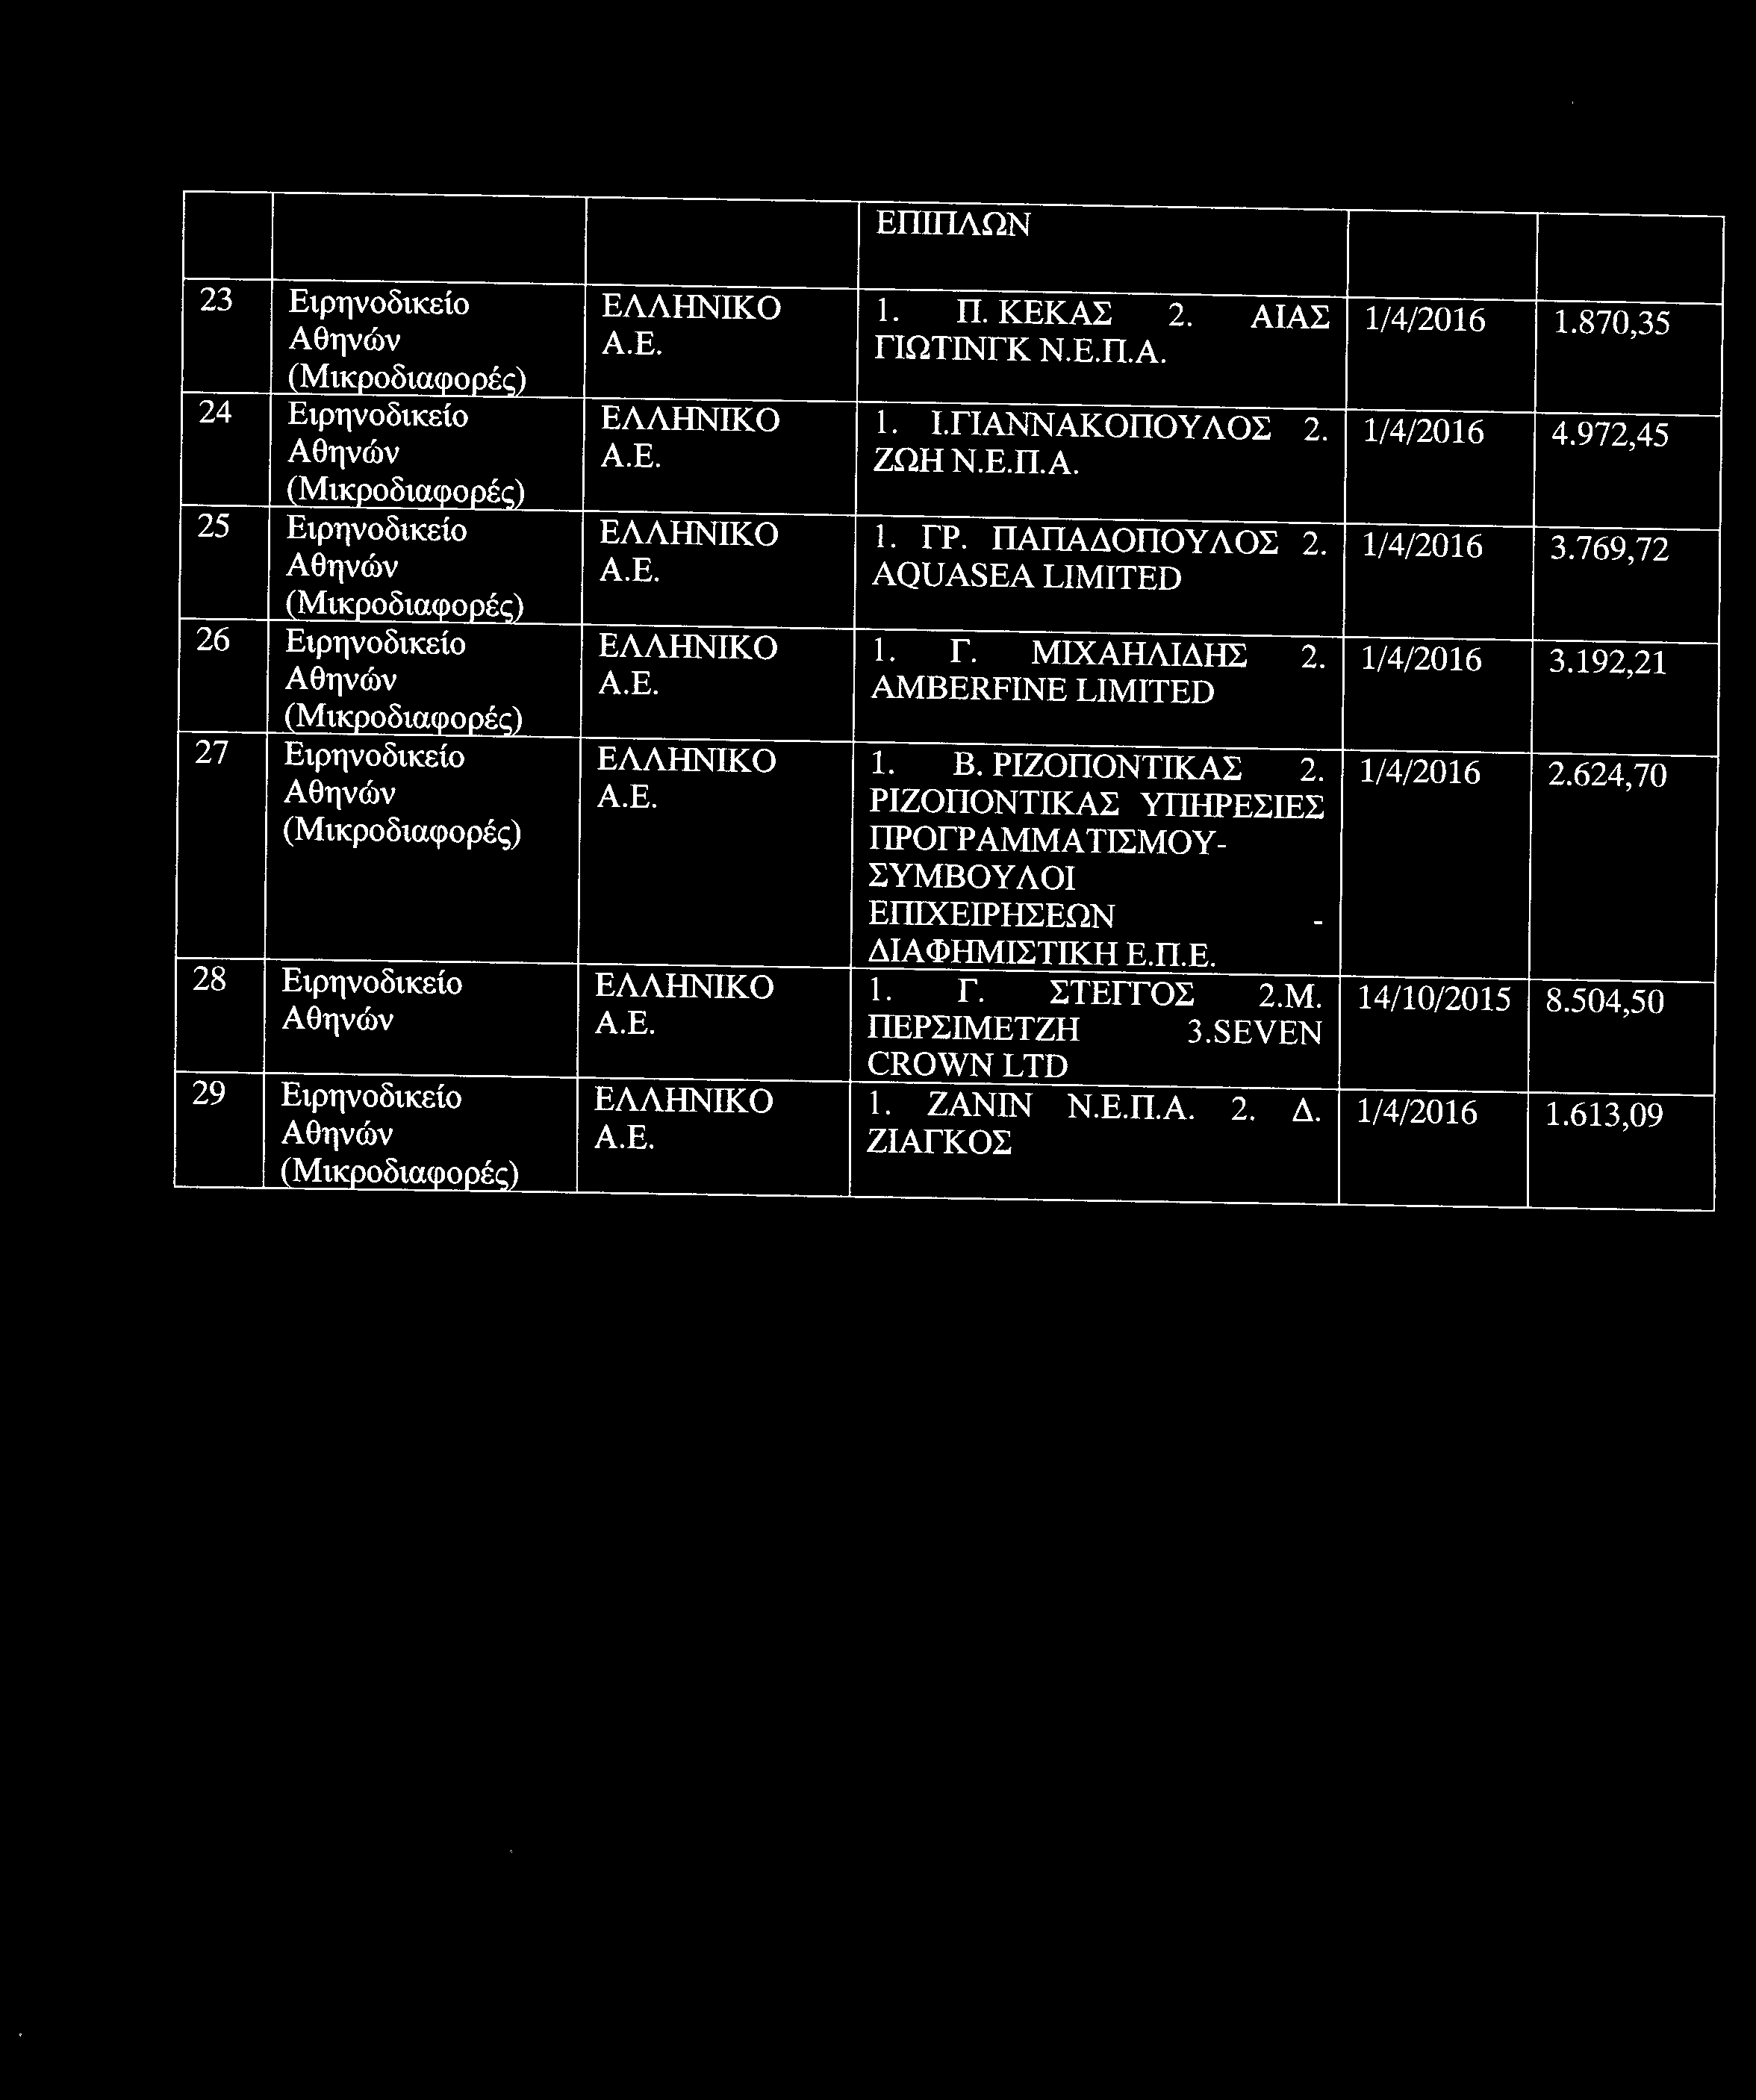 ΕΠΙΠΛΩΝ
23 Ειρηνοδικείο ΕΛΛΗΝΙΚΟ 1. Π. ΚΕΚΑΣ 2. ΑΙΑΣ 1/4/2016 1.870,35
Αθηνών Α.Ε. ΓΙΩΤΙΝΓΚ Ν.Ε.Π.Α.
(Μικροδιαφορές)
24 Ειρηνοδικείο ΕΛΛΗΝΙΚΟ 1. Ι.ΓΙΑΝΝΑΚΟΠΟΥΛΟΣ 2. 1/4/2016 4.972,45
Αθηνών Α.Ε. ΖΩΗ Ν.Ε.Π.Α.
(Μικροδιαφορές)
25 Ειρηνοδικείο ΕΛΛΗΝΙΚΟ 1. ΓΡ. ΠΑΠΑΔΟΠΟΥΛΟΣ 2. 1/4/2016 3.769,72
Αθηνών Α.Ε. AQUASEA LIMITED
(Μικροδιαφορές)
26 Ειρηνοδικείο ΕΛΛΗΝΙΚΟ 1. Γ. ΜΙΧΑΗΛΙΔΗΣ 2. 1/4/2016 3.192,21
Αθηνών Α.Ε. AMBERFINE LIMITED
(Μικροδιαφορές)
27 Ειρηνοδικείο ΕΛΛΗΝΙΚΟ 1. Β. ΡΙΖΟΠΟΝΤΙΚΑΣ 2. 1/4/2016 2.624,70
Αθηνών Α.Ε. ΡΙΖΟΠΟΝΤΙΚΑΣ ΥΠΗΡΕΣΙΕΣ
(Μικροδιαφορές) ΠΡΟΓΡΑΜΜΑΤΙΣΜΟΥ-
ΣΥΜΒΟΥΛΟΙ
ΕΠΙΧΕΙΡΗΣΕΩΝ -
ΔΙΑΦΗΜΙΣΤΙΚΗ Ε.Π.Ε.
28 Ειρηνοδικείο ΕΛΛΗΝΙΚΟ 1. Γ. ΣΤΕΓΓΟΣ 2.Μ. 14/10/2015 8.504,50
Αθηνών Α.Ε. ΠΕΡΣΙΜΕΤΖΗ 3.SEVEN
CROWN LTD
29 Ειρηνοδικείο ΕΛΛΗΝΙΚΟ 1. ΖΑΝΙΝ Ν.Ε.Π.Α. 2. Δ. 1/4/2016 1.613,09
Αθηνών Α.Ε. ΖΙΑΓΚΟΣ
(Μικροδιαφορές)